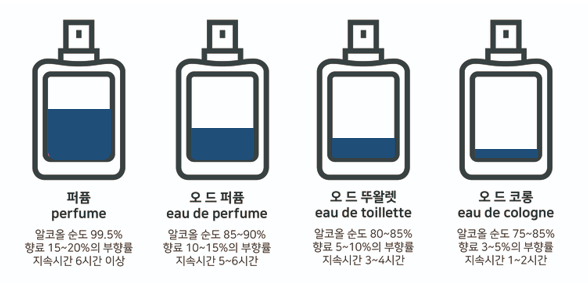 퍼퓸
perfume
알코올 순도 99.5%
향료 15~20%의 부향률
지속시간 6시간 이상
오 드 퍼퓸
eau de perfume
알코올 순도 85~90%
향료 10~15%의 부향률
지속시간 5~6시간
오 드 뚜왈렛
eau de toillette
알코올 순도 80~85%
향료 5~10%의 부향률
지속시간 3~4시간
오 드 코롱
eau de cologne
알코올 순도 75~85%
향료 3~5%의 부향률
지속시간 1~2시간